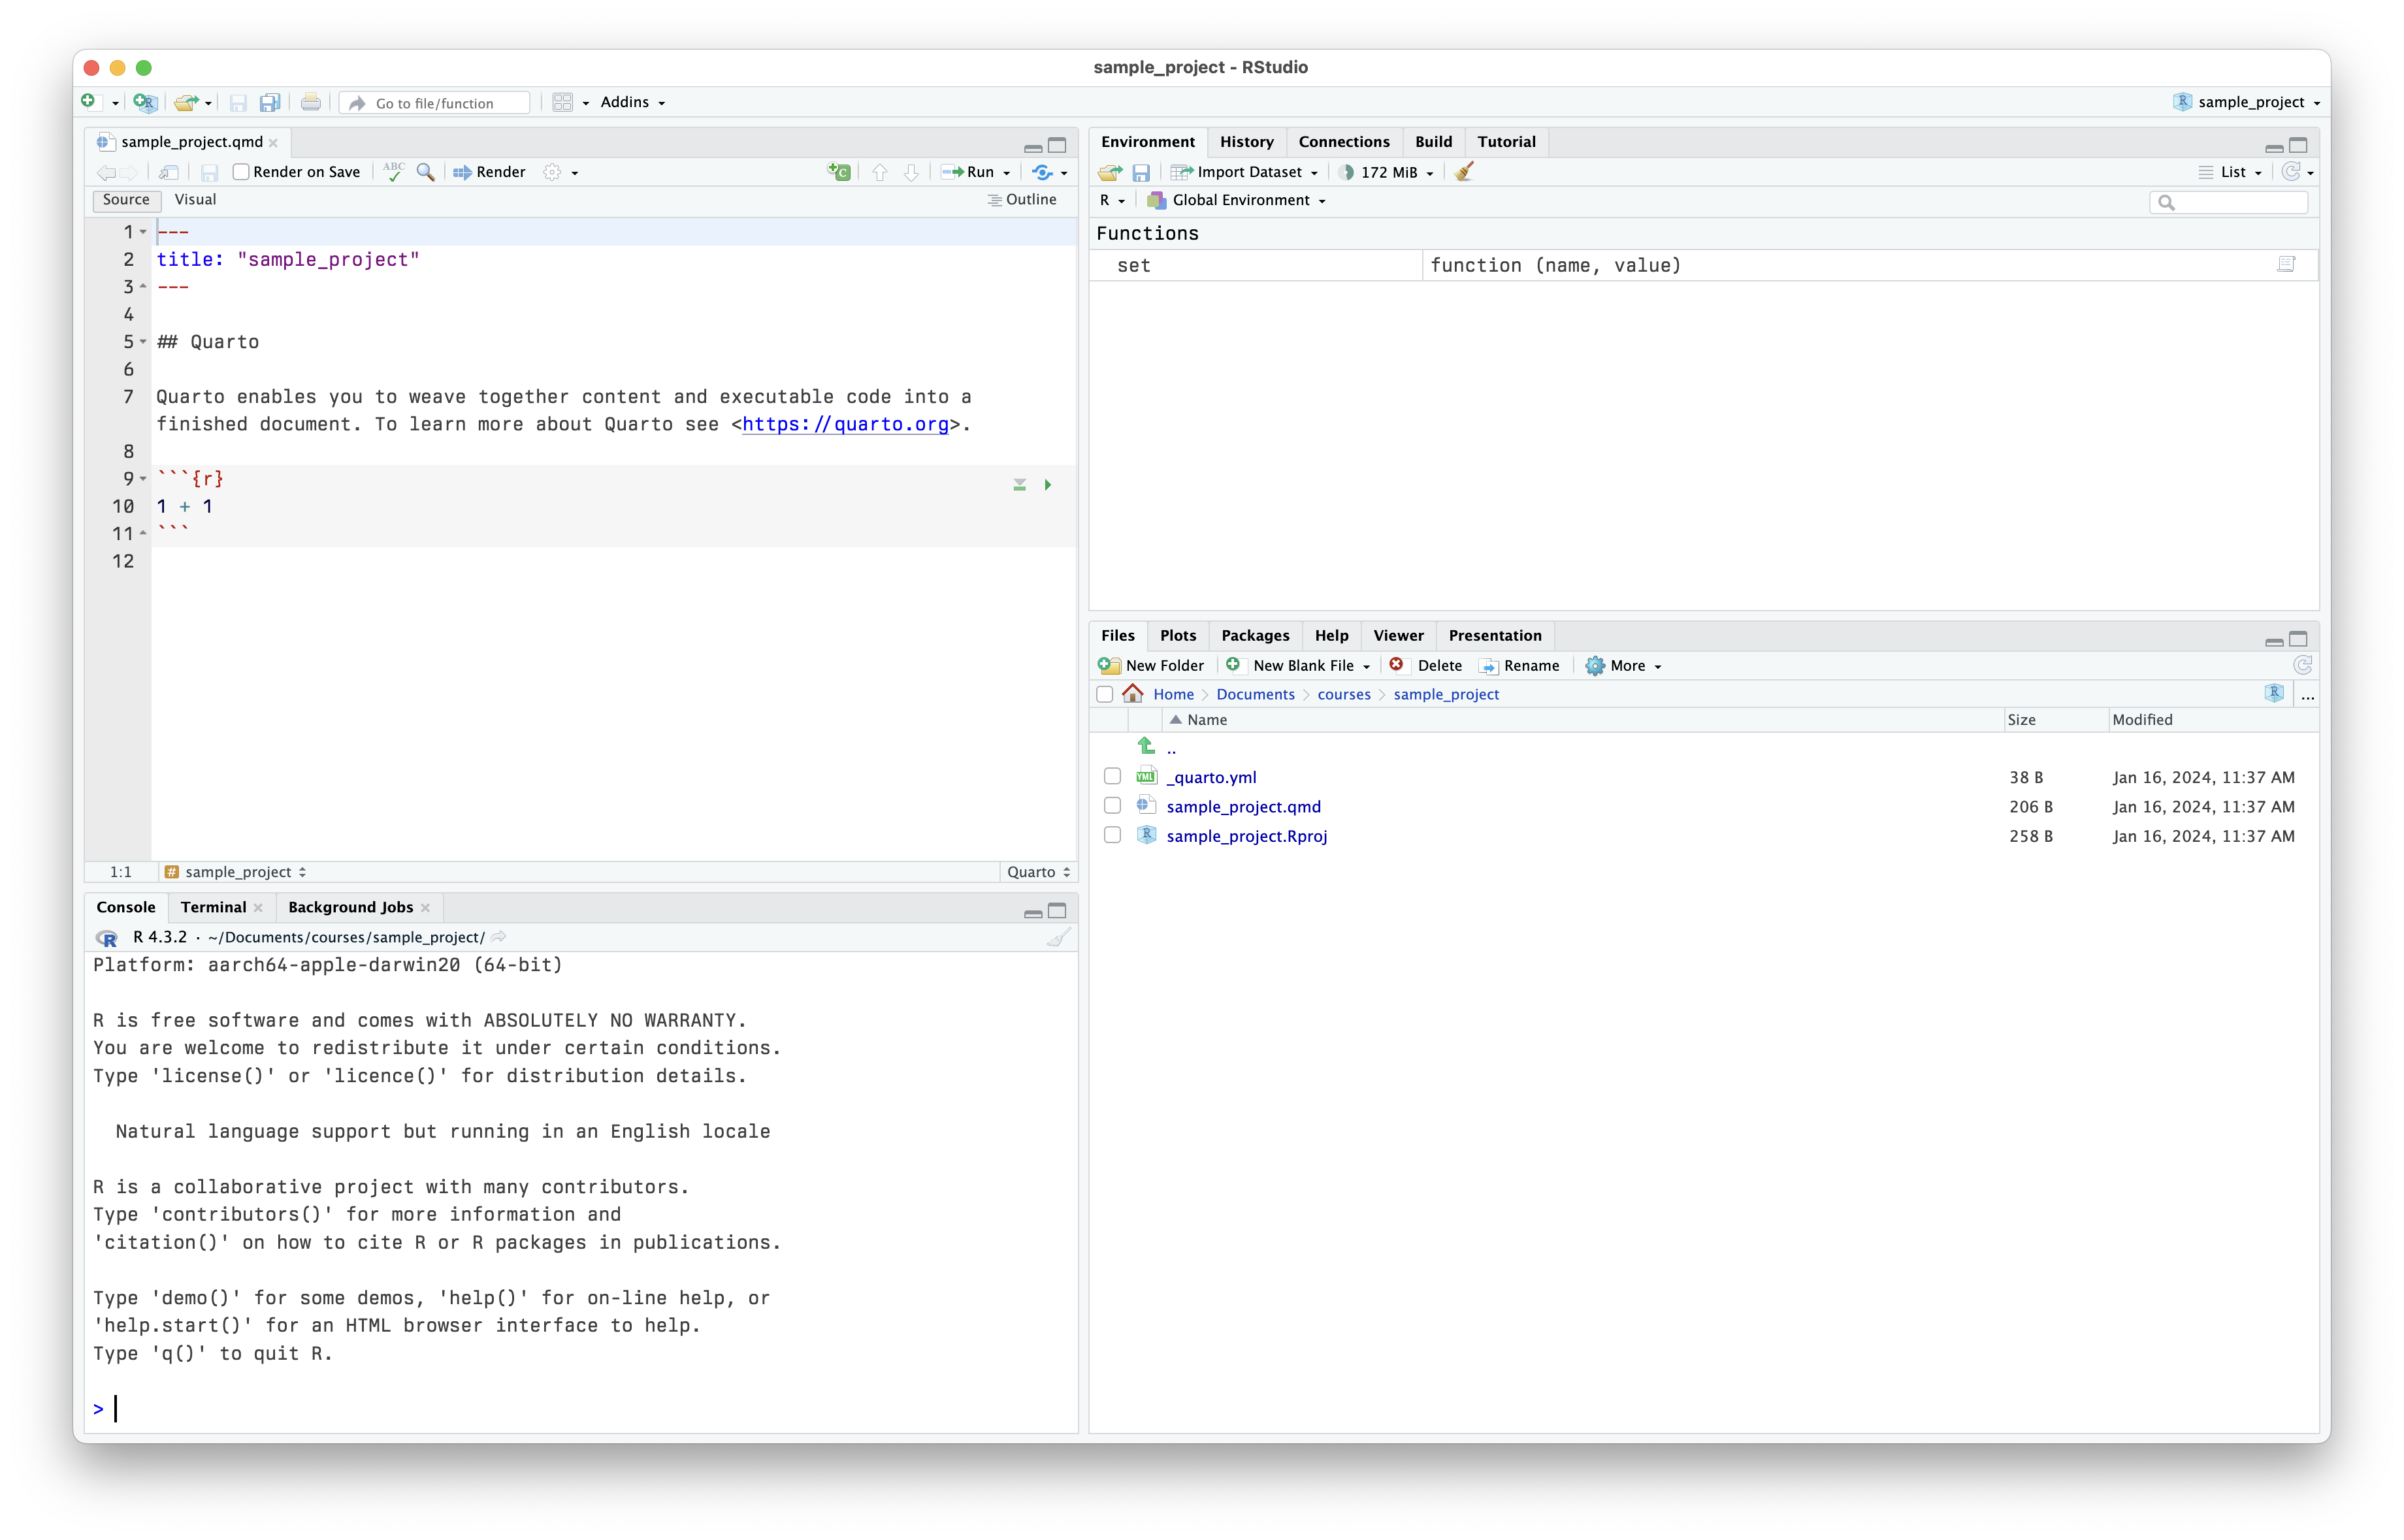 sample_project - RStudio
Go to file/function
Addins
sample_project
sample_project.qmd
Render on Save
ABC
Render
Run
Source
Visual
Outline
1 ---
2 title: "sample_project"
3 ---
4
5 ## Quarto
6
7 Quarto enables you to weave together content and executable code into a
finished document. To learn more about Quarto see <https://quarto.org>.
8
9 ```{r}
10 1 + 1
11 ```
12
1:1
# sample_project
Quarto
Console
Terminal
Background Jobs
R 4.3.2 · ~/Documents/courses/sample_project/
Platform: aarch64-apple-darwin20 (64-bit)
R is free software and comes with ABSOLUTELY NO WARRANTY.
You are welcome to redistribute it under certain conditions.
Type 'license()' or 'licence()' for distribution details.
Natural language support but running in an English locale
R is a collaborative project with many contributors.
Type 'contributors()' for more information and
'citation()' on how to cite R or R packages in publications.
Type 'demo()' for some demos, 'help()' for on-line help, or
'help.start()' for an HTML browser interface to help.
Type 'q()' to quit R.
>
Environment
History
Connections
Build
Tutorial
Import Dataset
172 MiB
List
R
Global Environment
Functions
set
function (name, value)
Files
Plots
Packages
Help
Viewer
Presentation
New Folder
New Blank File
Delete
Rename
More
Home
Documents
courses
sample_project
R
...
Name
Size
Modified
..
YML _quarto.yml 38 B Jan 16, 2024, 11:37 AM
sample_project.qmd 206 B Jan 16, 2024, 11:37 AM
R sample_project.Rproj 258 B Jan 16, 2024, 11:37 AM